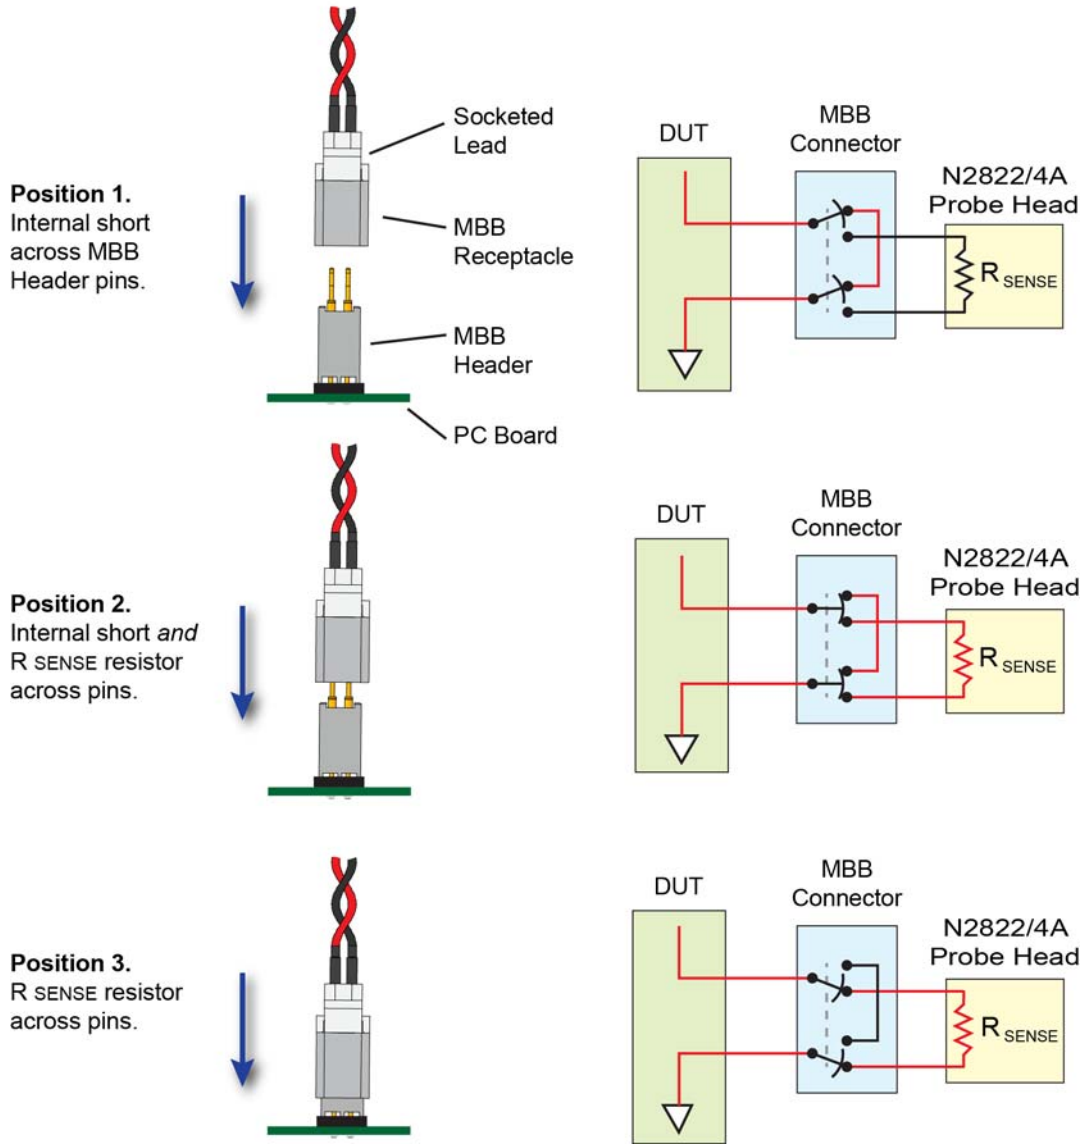 Position 1.
Internal short
across MBB
Header pins.
Socketed
Lead
MBB
Receptacle
MBB
Header
PC Board
DUT
MBB
Connector
N2822/4A
Probe Head
R SENSE
Position 2.
Internal short and
R SENSE resistor
across pins.
DUT
MBB
Connector
N2822/4A
Probe Head
R SENSE
Position 3.
R SENSE resistor
across pins.
DUT
MBB
Connector
N2822/4A
Probe Head
R SENSE